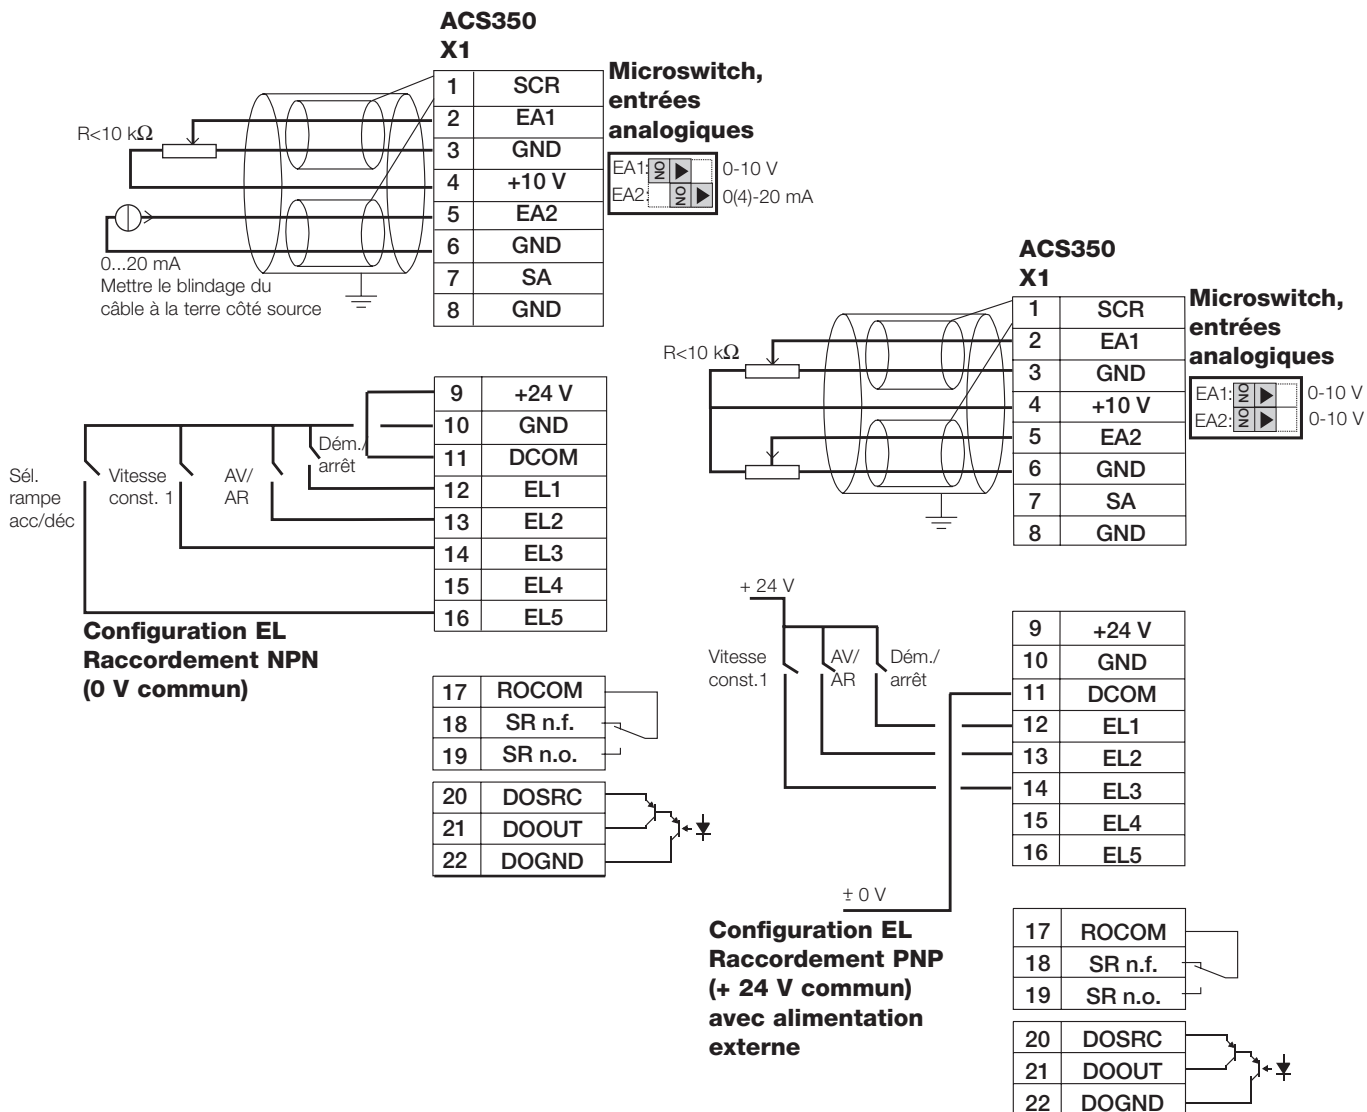 ACS350
X1
1 SCR
2 EA1
3 GND
4 +10 V
5 EA2
6 GND
7 SA
8 GND
R<10 kΩ
0...20 mA
Mettre le blindage du
câble à la terre côté source
Microswitch,
entrées
analogiques
EA1: ON 0-10 V
EA2: ON 0(4)-20 mA
9 +24 V
10 GND
11 DCOM
12 EL1
13 EL2
14 EL3
15 EL4
16 EL5
Sél.
rampe
acc/déc
Vitesse
const. 1
AV/
AR
Dém./
arrêt
Configuration EL
Raccordement NPN
(0 V commun)
17 ROCOM
18 SR n.f.
19 SR n.o.
20 DOSRC
21 DOOUT
22 DOGND
ACS350
X1
1 SCR
2 EA1
3 GND
4 +10 V
5 EA2
6 GND
7 SA
8 GND
R<10 kΩ
Microswitch,
entrées
analogiques
EA1: ON 0-10 V
EA2: ON 0-10 V
+ 24 V
9 +24 V
10 GND
11 DCOM
12 EL1
13 EL2
14 EL3
15 EL4
16 EL5
Vitesse
const.1
AV/
AR
Dém./
arrêt
± 0 V
Configuration EL
Raccordement PNP
(+ 24 V commun)
avec alimentation
externe
17 ROCOM
18 SR n.f.
19 SR n.o.
20 DOSRC
21 DOOUT
22 DOGND